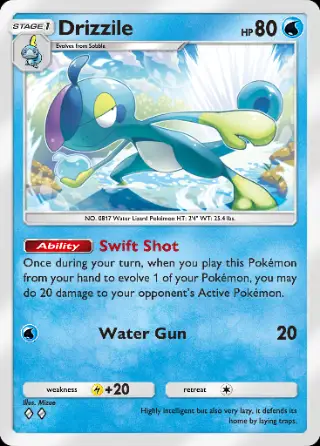 STAGE 1
Drizzile
HP 80
Evolves from Sobble
NO. 0817 Water Lizard Pokémon HT: 2'4" WT: 25.4 lbs.
Ability Swift Shot
Once during your turn, when you play this Pokémon
from your hand to evolve 1 of your Pokémon, you may
do 20 damage to your opponent's Active Pokémon.
Water Gun 20
weakness +20 retreat
Illus. Mizue
Highly intelligent but also very lazy, it defends its
home by laying traps.